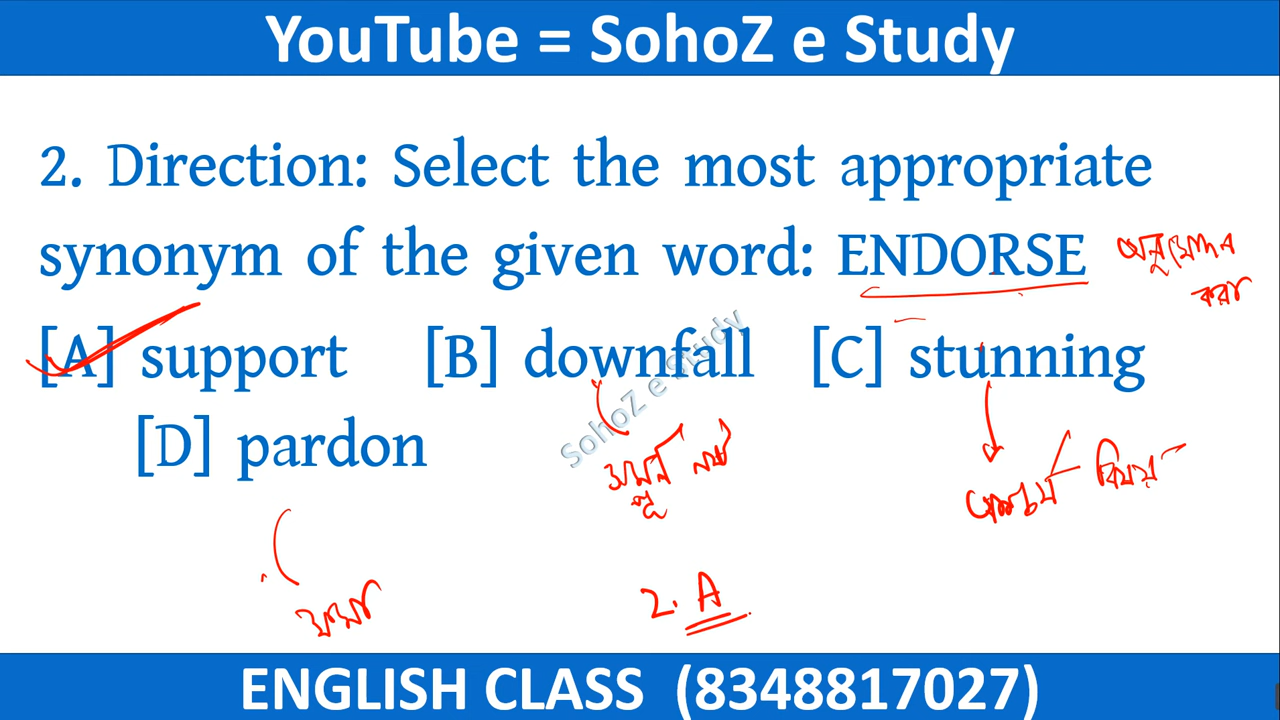 YouTube = SohoZ e Study
2. Direction: Select the most appropriate
synonym of the given word: ENDORSE
অনুমোদন
করা
[A] support [B] downfall [C] stunning
SohoZ e Study
[D] pardon
2. A
ENGLISH CLASS (8348817027)